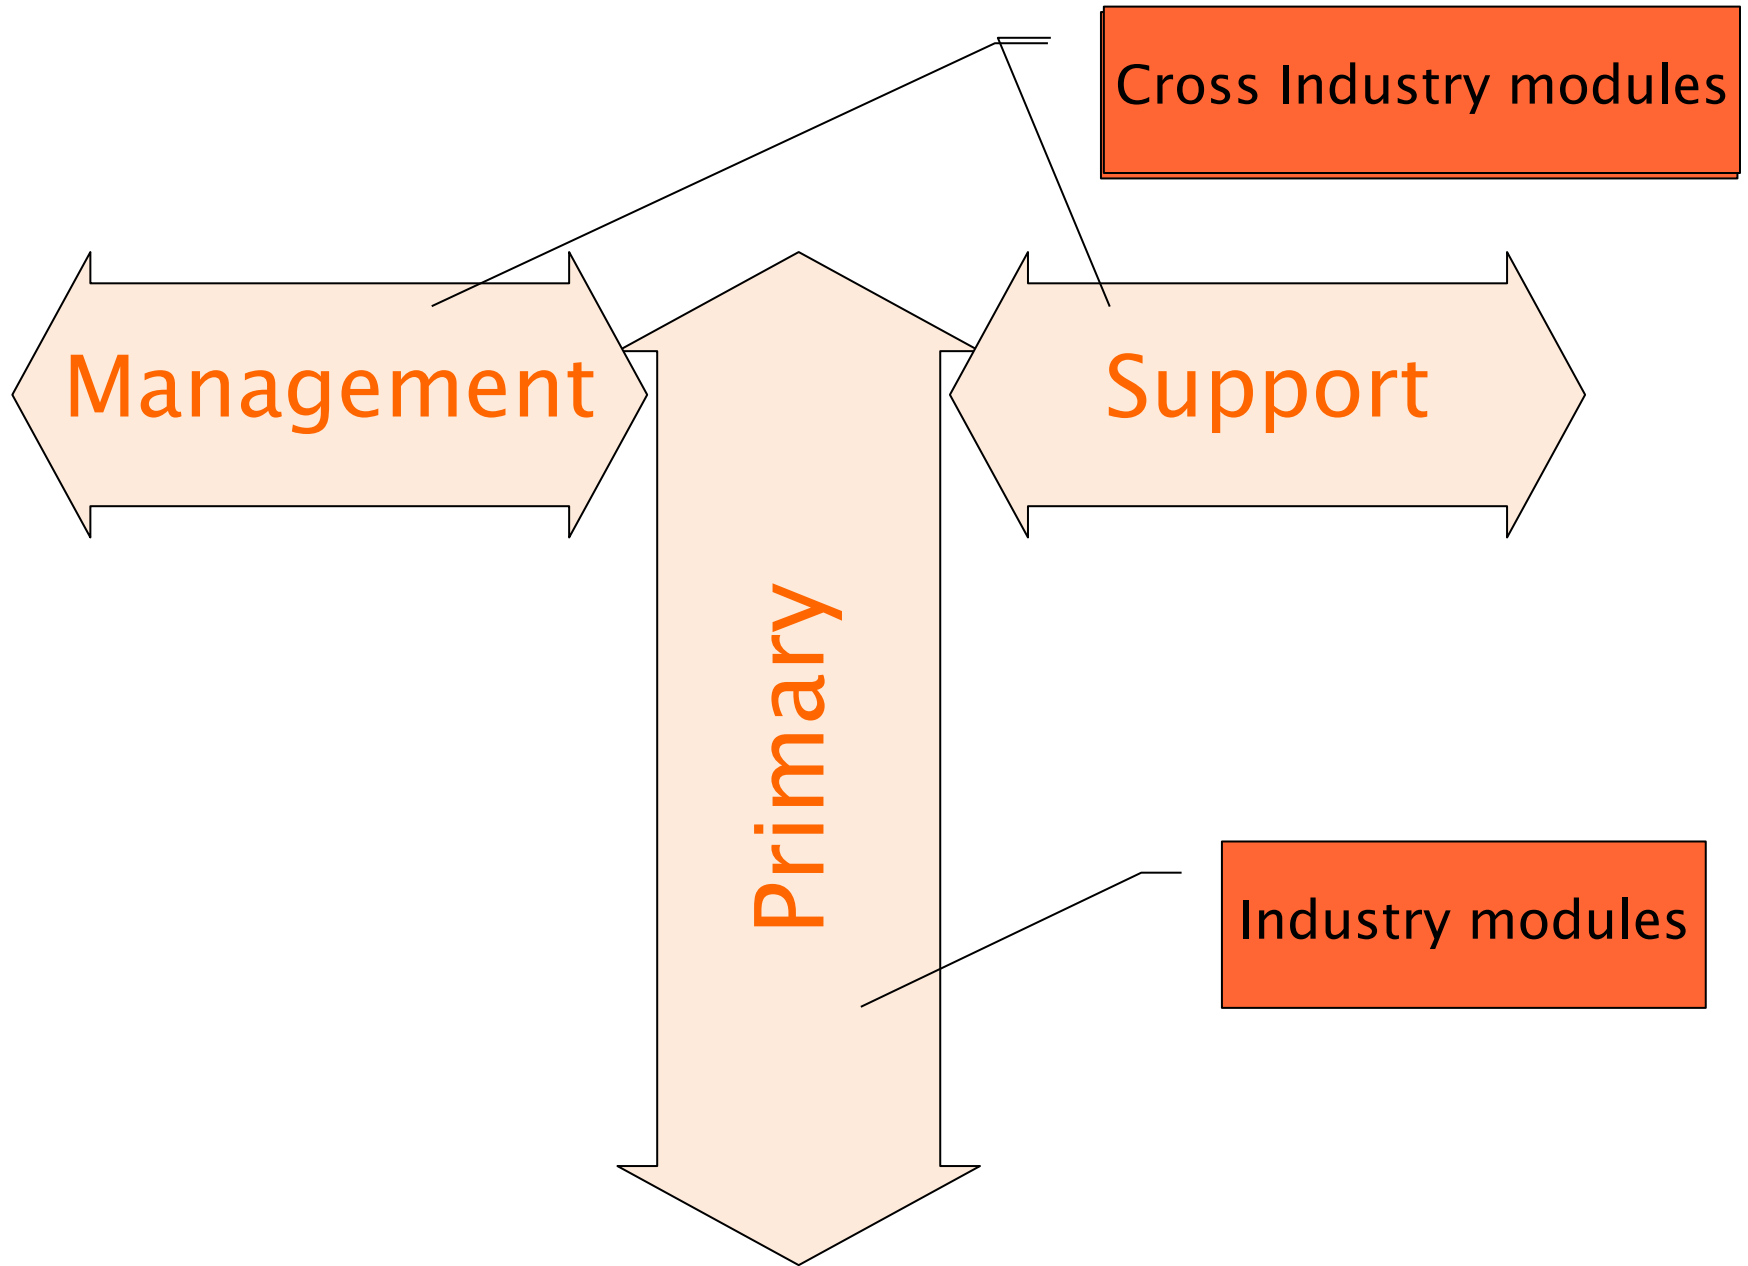 Cross Industry modules
Management
Support
Primary
Industry modules